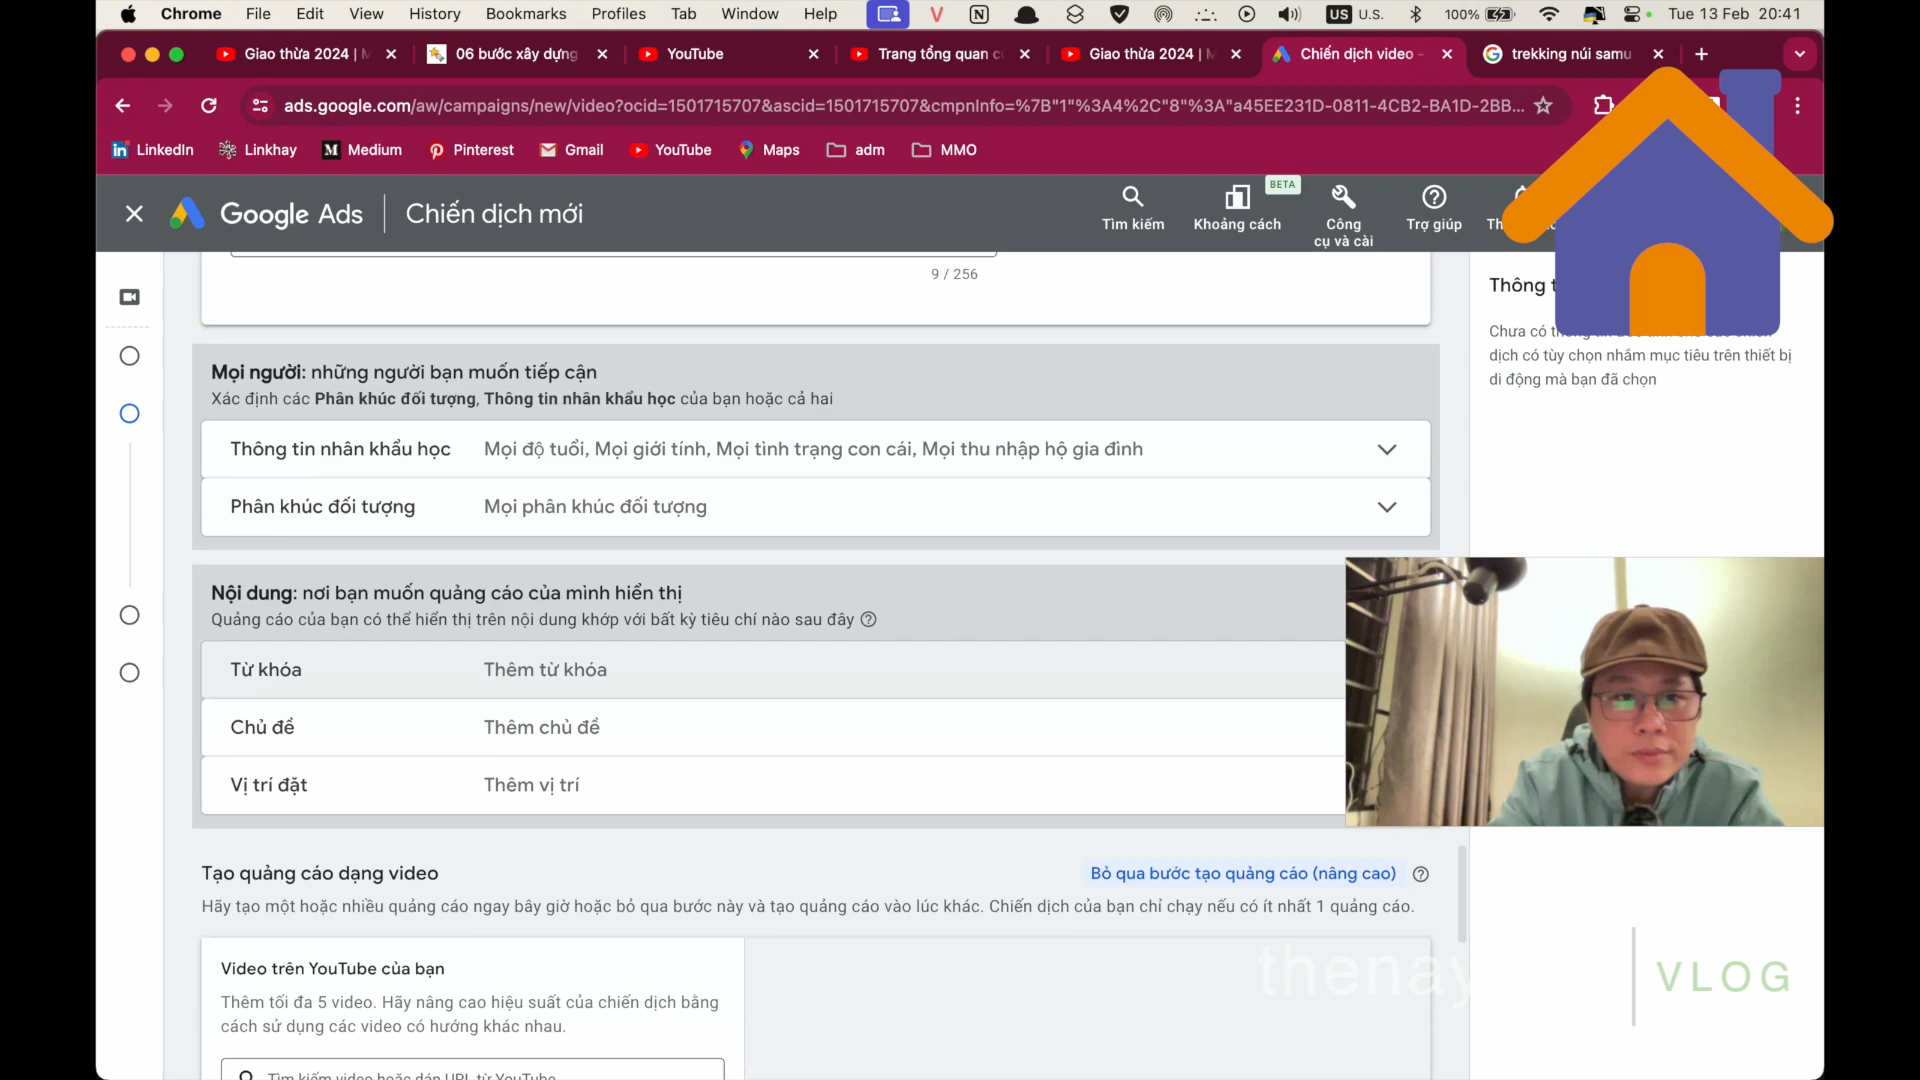 Chrome File Edit View History Bookmarks Profiles Tab Window Help US U.S. 100% Tue 13 Feb 20:41
Giao thừa 2024 | 06 bước xây dựng YouTube Trang tổng quan Giao thừa 2024 | Chiến dịch video - trekking núi samu
ads.google.com/aw/campaigns/new/video?ocid=1501715707&ascid=1501715707&cmpnInfo=%7B"1"%3A4%2C"8"%3A"a45EE231D-0811-4CB2-BA1D-2BB...
LinkedIn Linkhay Medium Pinterest Gmail YouTube Maps adm MMO
BETA
Google Ads Chiến dịch mới
Tìm kiếm Khoảng cách Công cụ và cài Trợ giúp
9 / 256
Thông
Mọi người: những người bạn muốn tiếp cận
Xác định các Phân khúc đối tượng, Thông tin nhân khẩu học của bạn hoặc cả hai
Chưa có
dịch có tùy chọn nhắm mục tiêu trên thiết bị
di động mà bạn đã chọn
Thông tin nhân khẩu học Mọi độ tuổi, Mọi giới tính, Mọi tình trạng con cái, Mọi thu nhập hộ gia đình
Phân khúc đối tượng Mọi phân khúc đối tượng
Nội dung: nơi bạn muốn quảng cáo của mình hiển thị
Quảng cáo của bạn có thể hiển thị trên nội dung khớp với bất kỳ tiêu chí nào sau đây
Từ khóa Thêm từ khóa
Chủ đề Thêm chủ đề
Vị trí đặt Thêm vị trí
Tạo quảng cáo dạng video Bỏ qua bước tạo quảng cáo (nâng cao)
Hãy tạo một hoặc nhiều quảng cáo ngay bây giờ hoặc bỏ qua bước này và tạo quảng cáo vào lúc khác. Chiến dịch của bạn chỉ chạy nếu có ít nhất 1 quảng cáo.
Video trên YouTube của bạn
Thêm tối đa 5 video. Hãy nâng cao hiệu suất của chiến dịch bằng
cách sử dụng các video có hướng khác nhau.
Tìm kiếm video hoặc dán URL từ YouTube
thenay VLOG